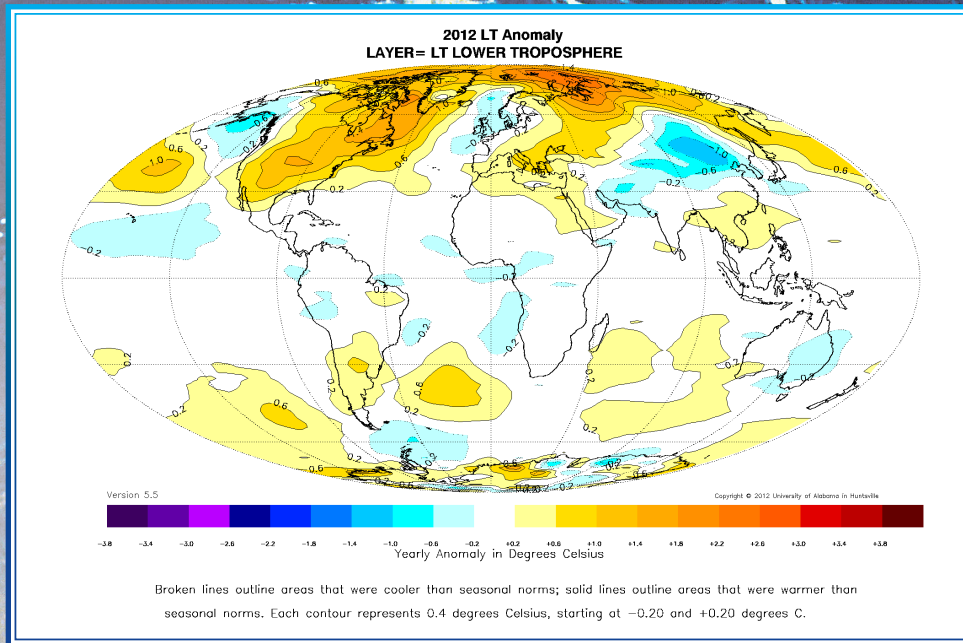 2012 LT Anomaly
LAYER= LT LOWER TROPOSPHERE
Version 5.5
Copyright © 2012 University of Alabama in Huntsville
-3.8 -3.4 -3.0 -2.6 -2.2 -1.8 -1.4 -1.0 -0.6 -0.2 +0.2 +0.6 +1.0 +1.4 +1.8 +2.2 +2.6 +3.0 +3.4 +3.8
Yearly Anomaly in Degrees Celsius
Broken lines outline areas that were cooler than seasonal norms; solid lines outline areas that were warmer than
seasonal norms. Each contour represents 0.4 degrees Celsius, starting at −0.20 and +0.20 degrees C.